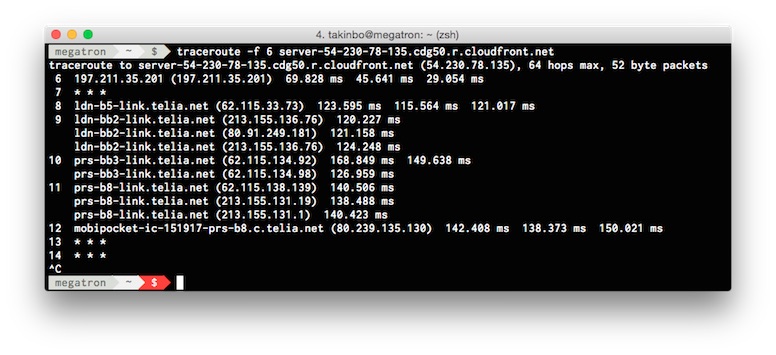 4. takinbo@megatron: ~ (zsh)
megatron ~ $ traceroute -f 6 server-54-230-78-135.cdg50.r.cloudfront.net
traceroute to server-54-230-78-135.cdg50.r.cloudfront.net (54.230.78.135), 64 hops max, 52 byte packets
6 197.211.35.201 (197.211.35.201) 69.828 ms 45.641 ms 29.054 ms
7 * * *
8 ldn-b5-link.telia.net (62.115.33.73) 123.595 ms 115.564 ms 121.017 ms
9 ldn-bb2-link.telia.net (213.155.136.76) 120.227 ms
ldn-bb2-link.telia.net (80.91.249.181) 121.158 ms
ldn-bb2-link.telia.net (213.155.136.76) 124.248 ms
10 prs-bb3-link.telia.net (62.115.134.92) 168.849 ms 149.638 ms
prs-bb3-link.telia.net (62.115.134.98) 126.959 ms
11 prs-b8-link.telia.net (62.115.138.139) 140.506 ms
prs-b8-link.telia.net (213.155.131.19) 138.488 ms
prs-b8-link.telia.net (213.155.131.1) 140.423 ms
12 mobipocket-ic-151917-prs-b8.c.telia.net (80.239.135.130) 142.408 ms 138.373 ms 150.021 ms
13 * * *
14 * * *
^C
megatron ~ $